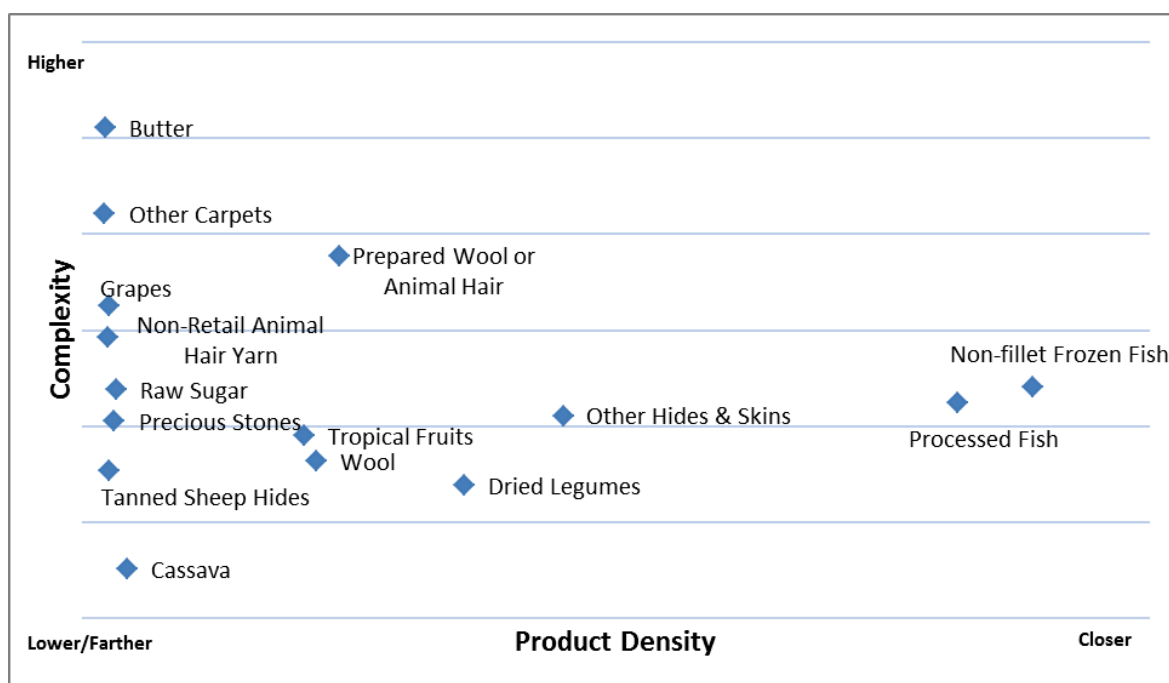 Higher
Butter
Other Carpets
Prepared Wool or
Animal Hair
Grapes
Non-Retail Animal
Hair Yarn
Complexity
Non-fillet Frozen Fish
Raw Sugar
Other Hides & Skins
Precious Stones
Tropical Fruits
Processed Fish
Wool
Dried Legumes
Tanned Sheep Hides
Cassava
Lower/Farther
Product Density
Closer